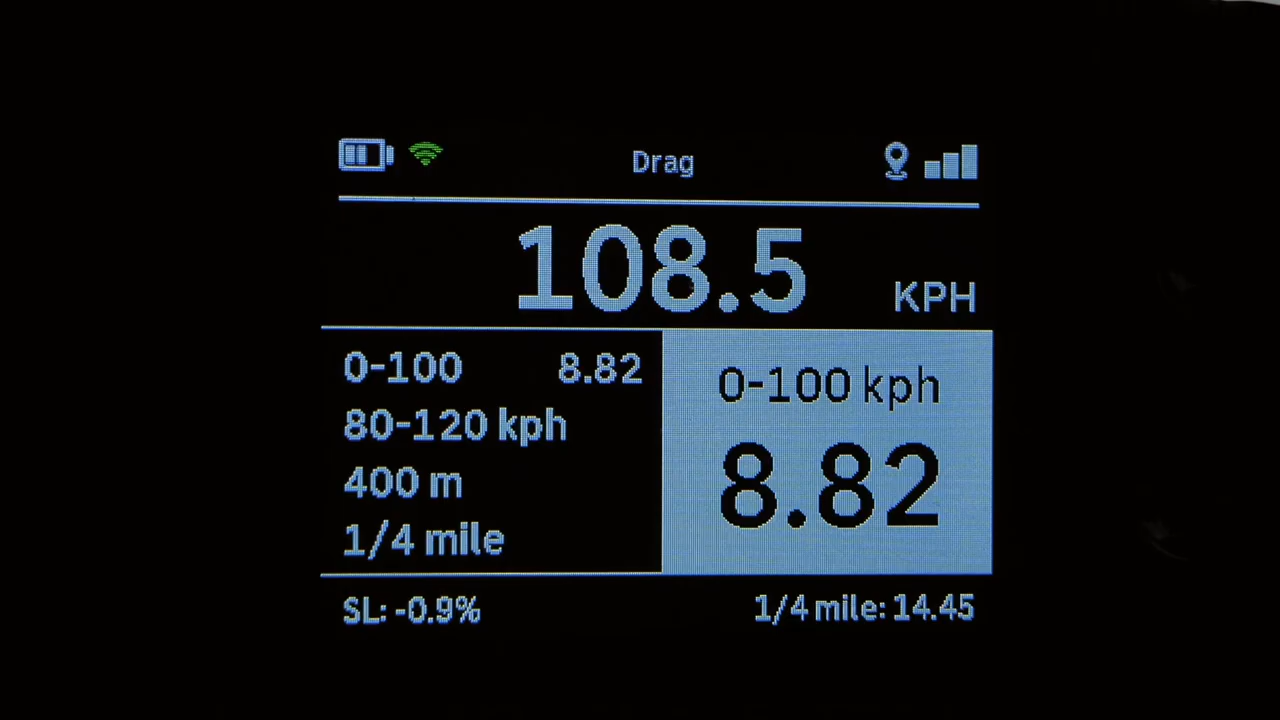 Drag
108.5 KPH
0-100 8.82
80-120 kph
400 m
1/4 mile
0-100 kph
8.82
SL: -0.9%
1/4 mile: 14.45